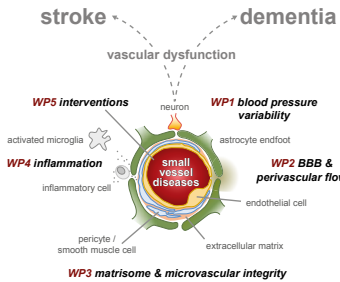 stroke
dementia
vascular dysfunction
WP5 interventions
neuron
WP1 blood pressure
variability
activated microglia
astrocyte endfoot
WP4 inflammation
small
vessel
diseases
WP2 BBB &
perivascular flow
inflammatory cell
endothelial cell
pericyte /
smooth muscle cell
extracellular matrix
WP3 matrisome & microvascular integrity